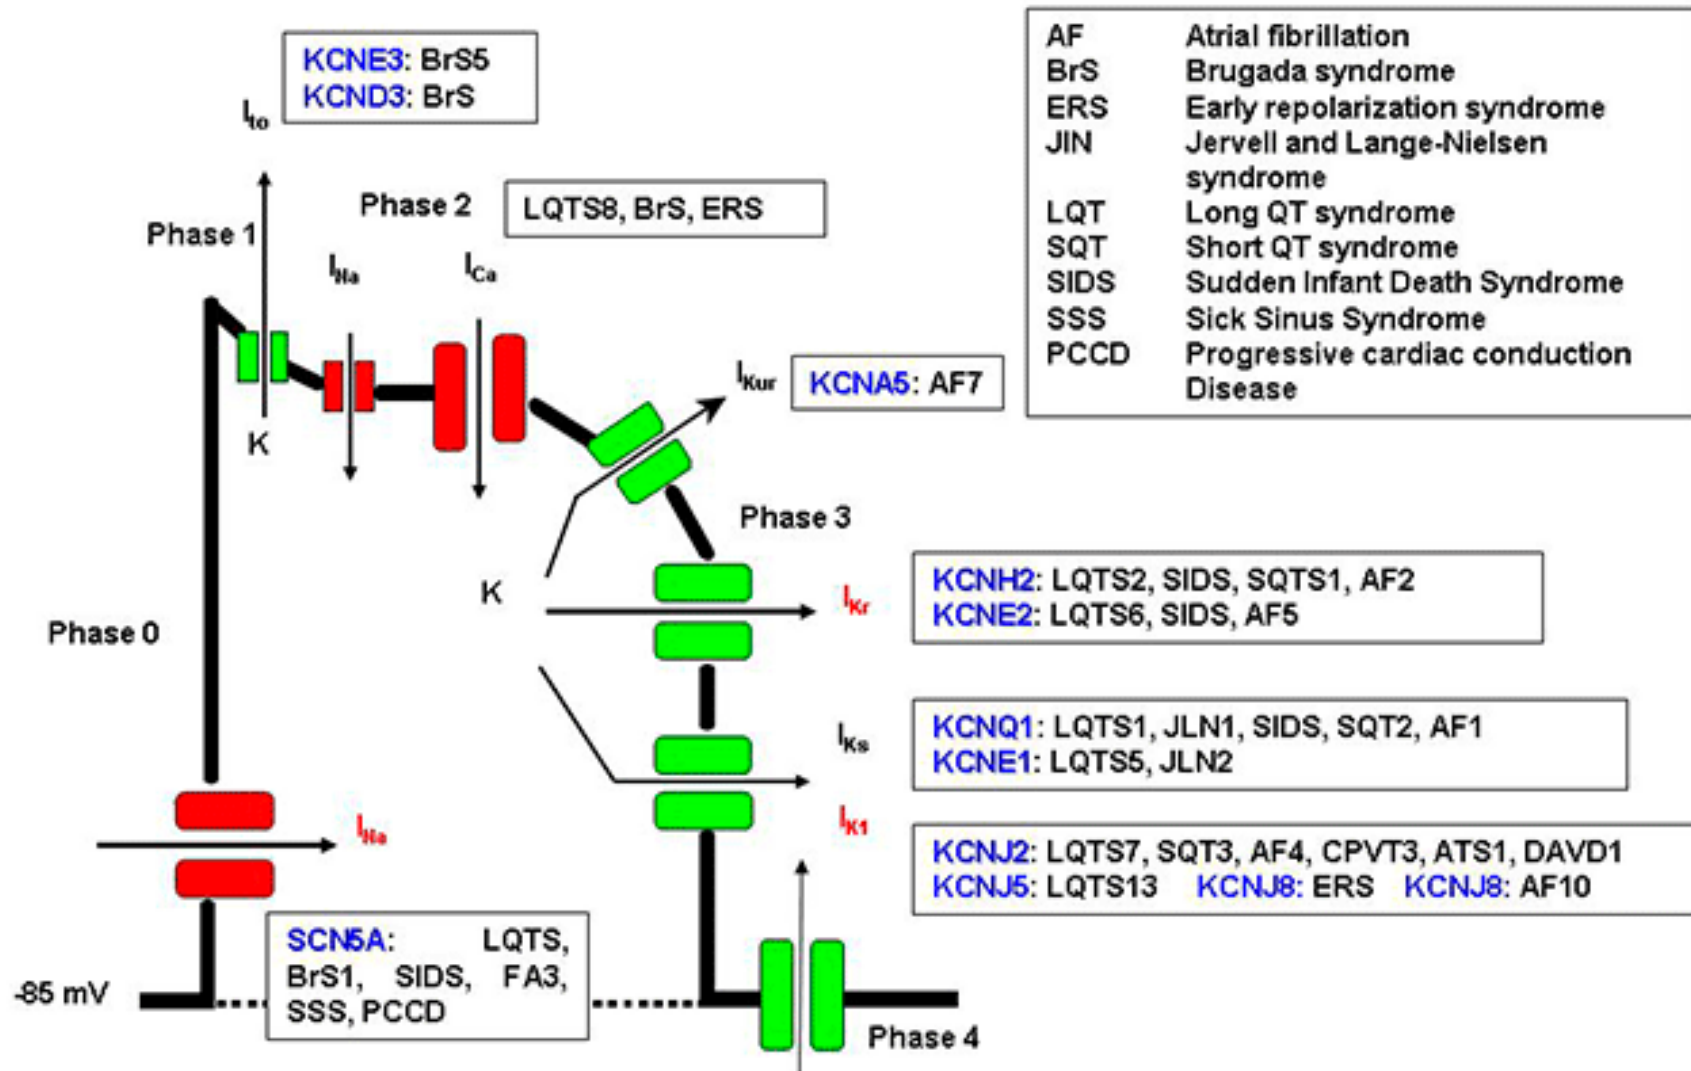 KCNE3: BrS5
KCND3: BrS
Ito
Phase 1
Phase 2
LQTS8, BrS, ERS
INa
ICa
K
IKur
KCNA5: AF7
AF Atrial fibrillation
BrS Brugada syndrome
ERS Early repolarization syndrome
JIN Jervell and Lange-Nielsen
syndrome
LQT Long QT syndrome
SQT Short QT syndrome
SIDS Sudden Infant Death Syndrome
SSS Sick Sinus Syndrome
PCCD Progressive cardiac conduction
Disease
Phase 3
K
IKr
KCNH2: LQTS2, SIDS, SQTS1, AF2
KCNE2: LQTS6, SIDS, AF5
Phase 0
IKs
KCNQ1: LQTS1, JLN1, SIDS, SQT2, AF1
KCNE1: LQTS5, JLN2
INa
IK1
KCNJ2: LQTS7, SQT3, AF4, CPVT3, ATS1, DAVD1
KCNJ5: LQTS13 KCNJ8: ERS KCNJ8: AF10
SCN5A: LQTS,
BrS1, SIDS, FA3,
SSS, PCCD
-85 mV
Phase 4